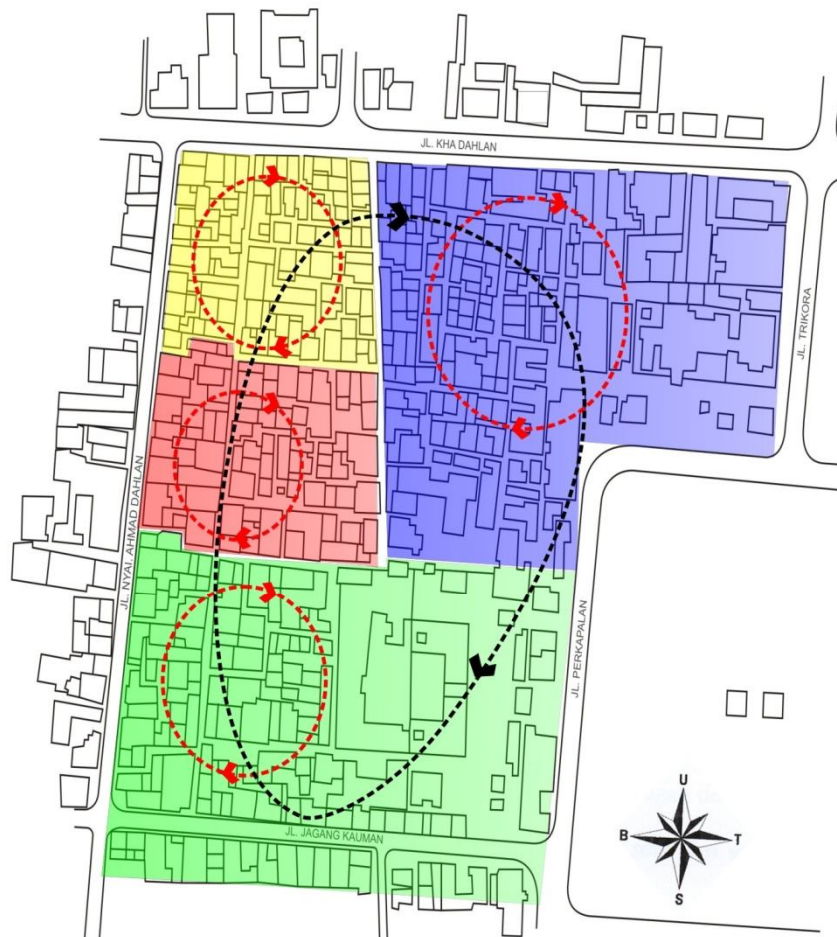 JL. KHA DAHLAN
JL. TRIKORA
JL. NYAI. AHMAD DAHLAN
JL. PERKAPALAN
JL. JAGANG KAUMAN
U
B
T
S